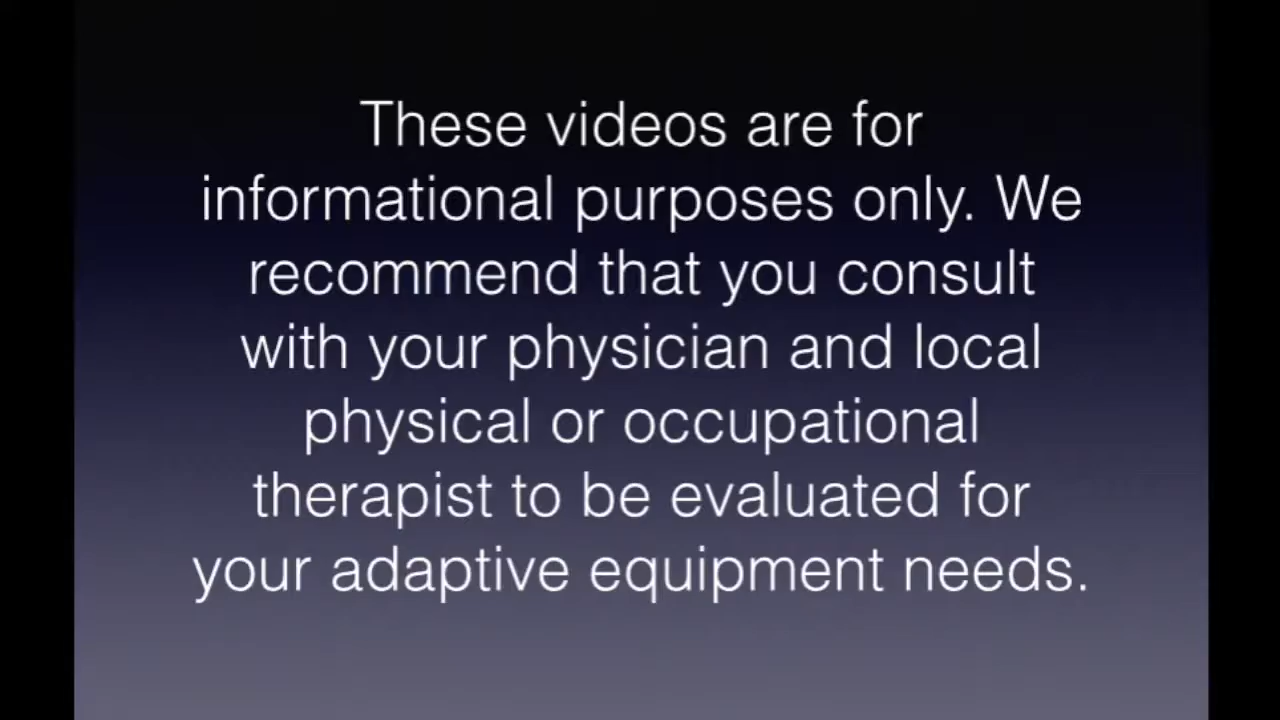 These videos are for
informational purposes only. We
recommend that you consult
with your physician and local
physical or occupational
therapist to be evaluated for
your adaptive equipment needs.